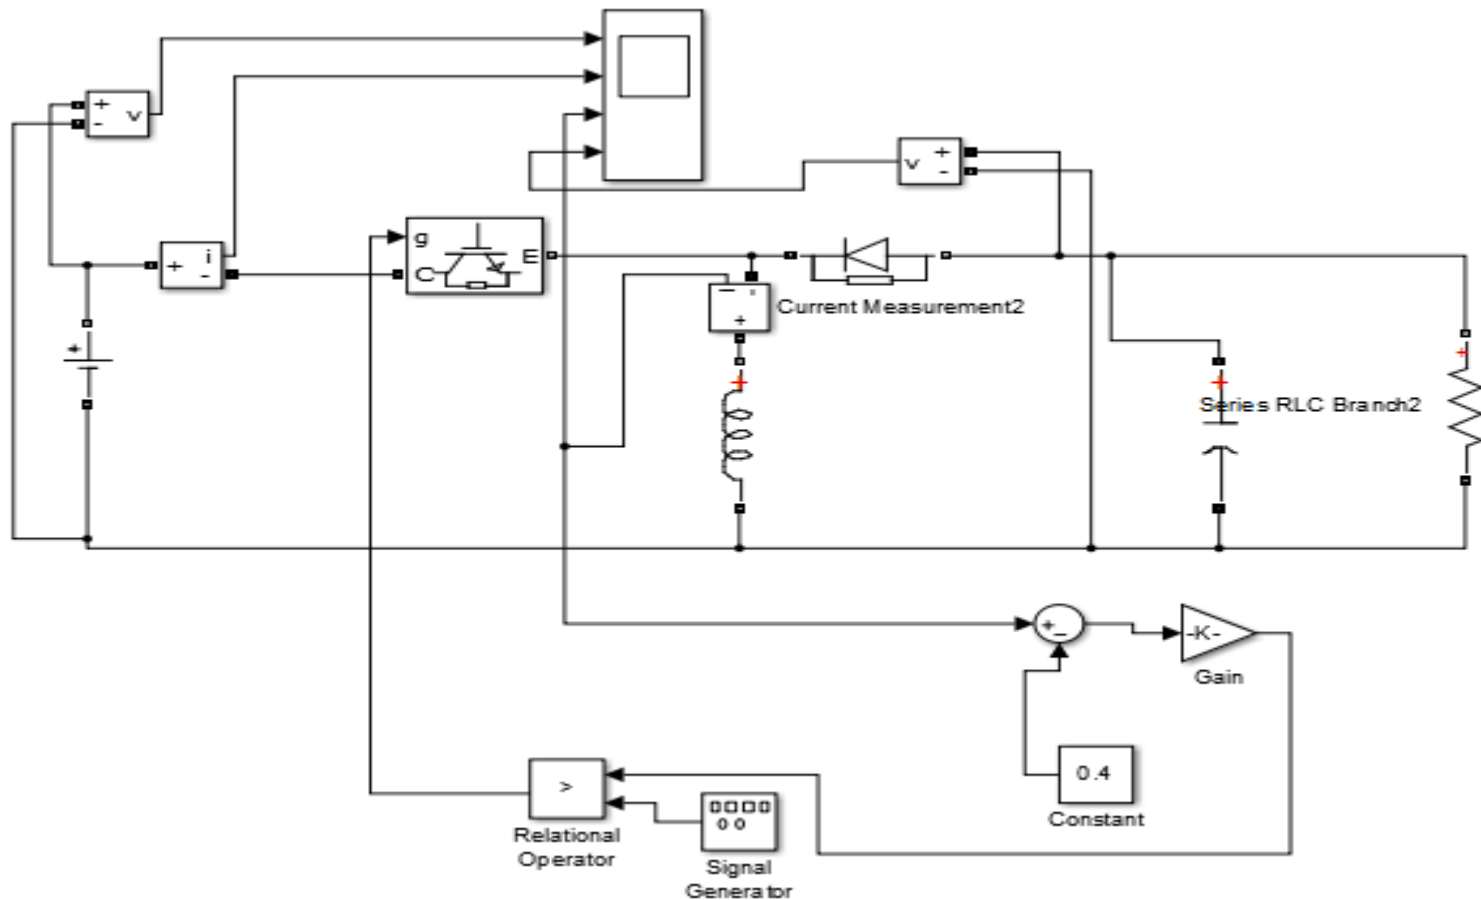 +
-
v
v
+
-
i
+
-
g
C
E
+
Current Measurement2
-
i
+
+
+
Series RLC Branch2
+
+
-
-K-
Gain
0.4
Constant
>
Relational
Operator
Signal
Generator